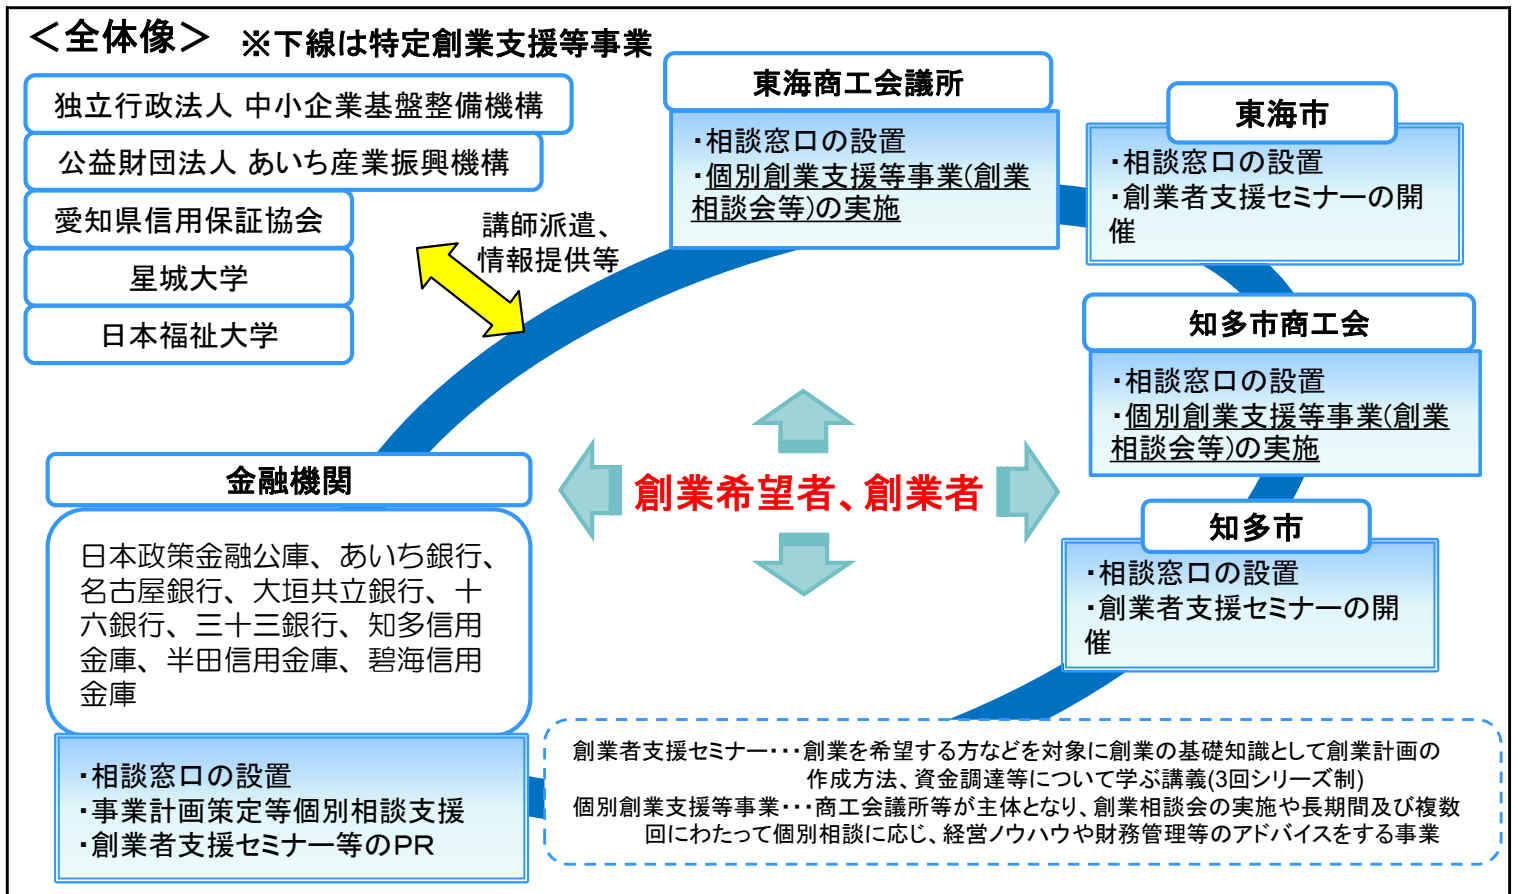 ＜全体像＞ ※下線は特定創業支援等事業
独立行政法人 中小企業基盤整備機構
公益財団法人 あいち産業振興機構
愛知県信用保証協会
星城大学
日本福祉大学
講師派遣、
情報提供等
東海商工会議所
・相談窓口の設置
・個別創業支援等事業(創業
相談会等)の実施
東海市
・相談窓口の設置
・創業者支援セミナーの開
催
知多市商工会
・相談窓口の設置
・個別創業支援等事業(創業
相談会等)の実施
知多市
・相談窓口の設置
・創業者支援セミナーの開
催
創業希望者、創業者
金融機関
日本政策金融公庫、あいち銀行、
名古屋銀行、大垣共立銀行、十
六銀行、三十三銀行、知多信用
金庫、半田信用金庫、碧海信用
金庫
・相談窓口の設置
・事業計画策定等個別相談支援
・創業者支援セミナー等のＰＲ
創業者支援セミナー・・・創業を希望する方などを対象に創業の基礎知識として創業計画の
作成方法、資金調達等について学ぶ講義(3回シリーズ制)
個別創業支援等事業・・・商工会議所等が主体となり、創業相談会の実施や長期間及び複数
回にわたって個別相談に応じ、経営ノウハウや財務管理等のアドバイスをする事業